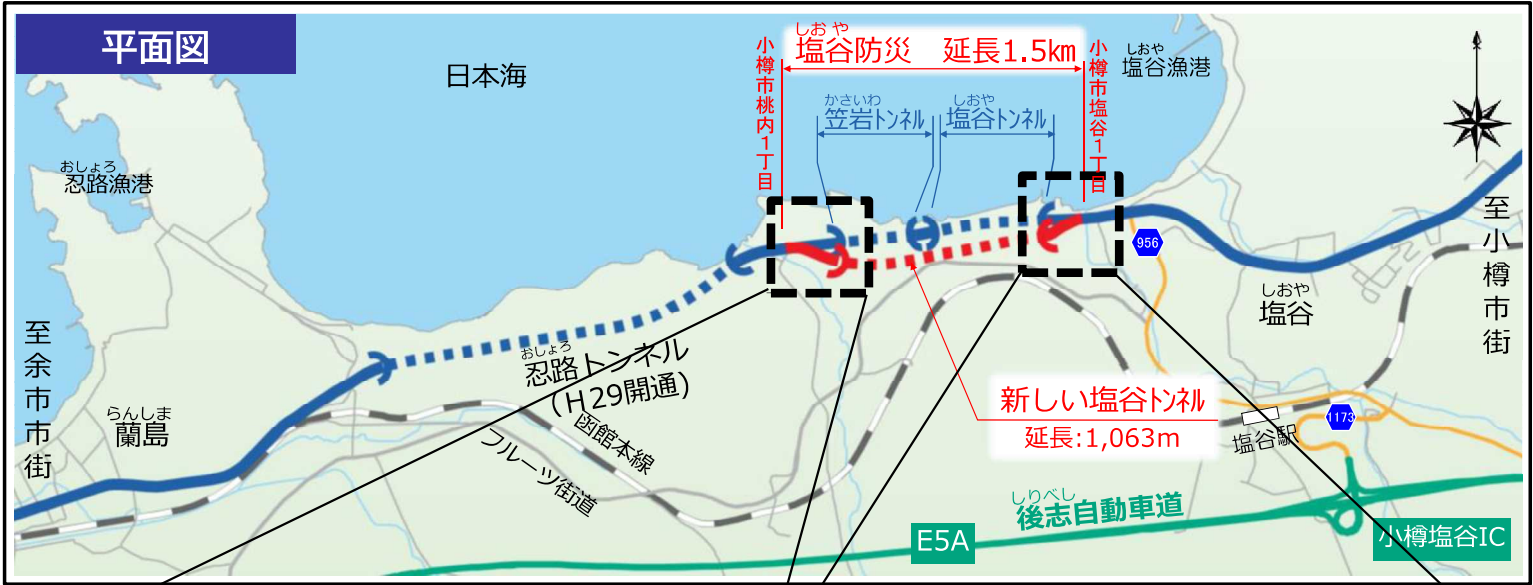 平面図
日本海
しおや
塩谷防災 延長1.5km
小樽市桃内1丁目
小樽市塩谷1丁目
しおや
塩谷漁港
かさいわ
笠岩トンネル
しおや
塩谷トンネル
おしょろ
忍路漁港
956
至小樽市街
しおや
塩谷
至余市市街
おしょろ
忍路トンネル
(H29開通)
らんしま
蘭島
函館本線
フルーツ街道
新しい塩谷トンネル
延長:1,063m
1173
塩谷駅
しりべし
後志自動車道
E5A
小樽塩谷IC